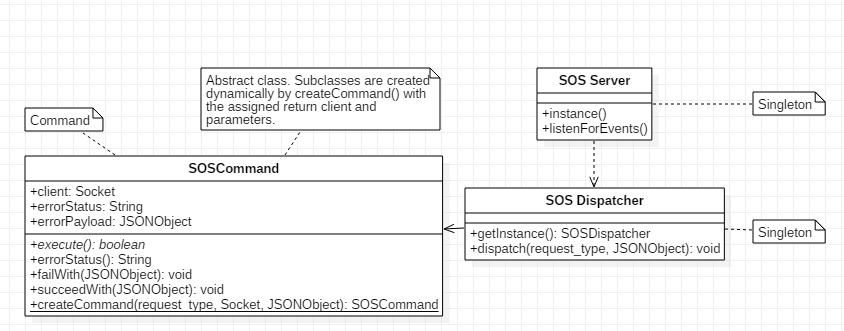 Abstract class. Subclasses are created
dynamically by createCommand() with
the assigned return client and
parameters.
SOS Server
+instance()
+listenForEvents()
Singleton
Command
SOSCommand
+client: Socket
+errorStatus: String
+errorPayload: JSONObject
+execute(): boolean
+errorStatus(): String
+failWith(JSONObject): void
+succeedWith(JSONObject): void
+createCommand(request_type, Socket, JSONObject): SOSCommand
SOS Dispatcher
+getInstance(): SOSDispatcher
+dispatch(request_type, JSONObject): void
Singleton